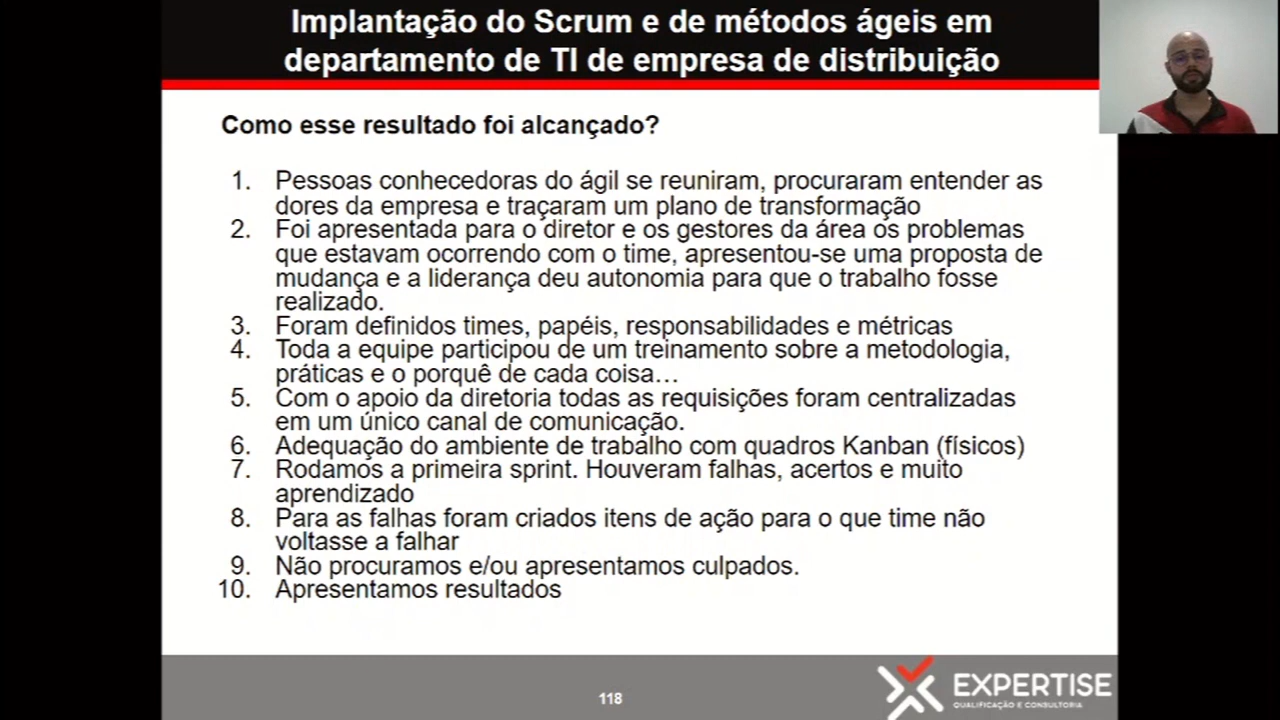 Implantação do Scrum e de métodos ágeis em
departamento de TI de empresa de distribuição
Como esse resultado foi alcançado?
1. Pessoas conhecedoras do ágil se reuniram, procuraram entender as
dores da empresa e traçaram um plano de transformação
2. Foi apresentada para o diretor e os gestores da área os problemas
que estavam ocorrendo com o time, apresentou-se uma proposta de
mudança e a liderança deu autonomia para que o trabalho fosse
realizado.
3. Foram definidos times, papéis, responsabilidades e métricas
4. Toda a equipe participou de um treinamento sobre a metodologia,
práticas e o porquê de cada coisa…
5. Com o apoio da diretoria todas as requisições foram centralizadas
em um único canal de comunicação.
6. Adequação do ambiente de trabalho com quadros Kanban (físicos)
7. Rodamos a primeira sprint. Houveram falhas, acertos e muito
aprendizado
8. Para as falhas foram criados itens de ação para o que time não
voltasse a falhar
9. Não procuramos e/ou apresentamos culpados.
10. Apresentamos resultados
118
EXPERTISE
QUALIFICAÇÃO E CONSULTORIA